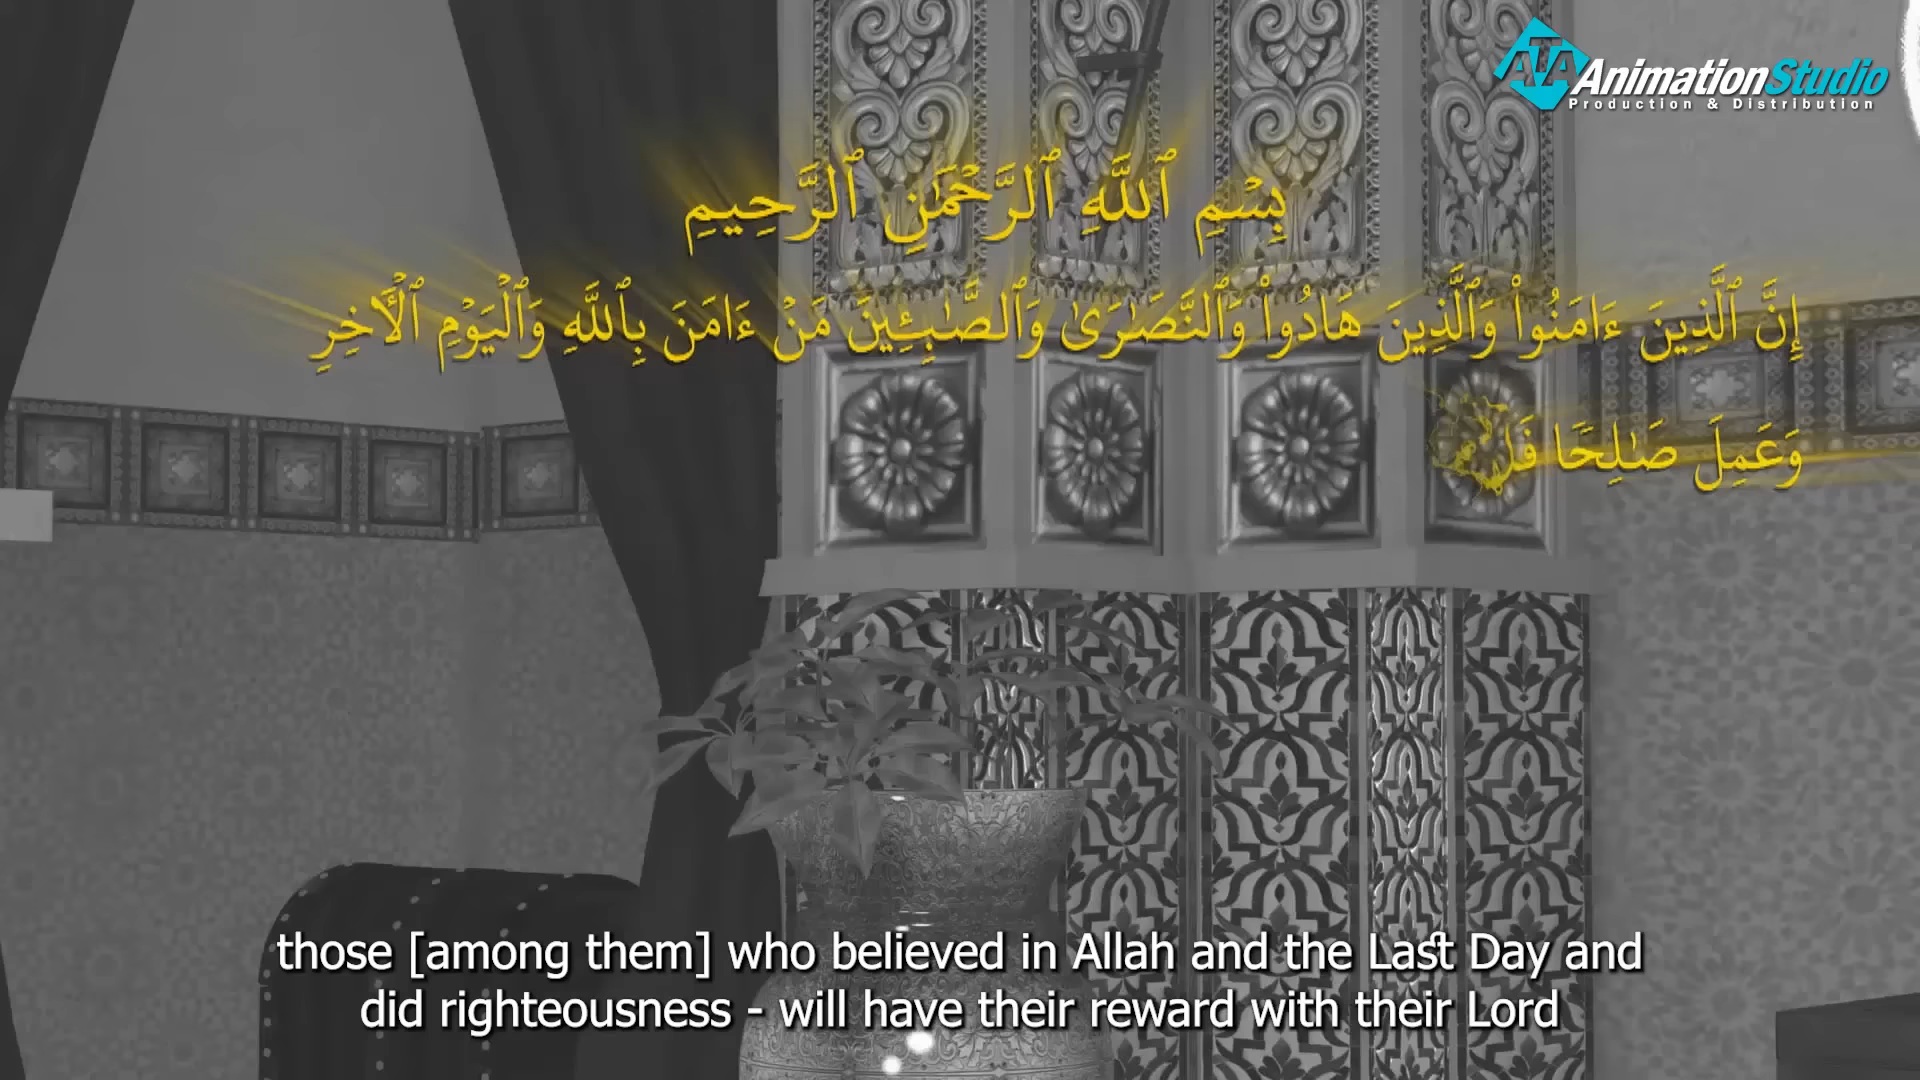 ATA AnimationStudio
Production & Distribution
بِسْمِ ٱللَّهِ ٱلرَّحْمَٰنِ ٱلرَّحِيمِ
إِنَّ ٱلَّذِينَ ءَامَنُوا۟ وَٱلَّذِينَ هَادُوا۟ وَٱلنَّصَٰرَىٰ وَٱلصَّٰبِـِٔينَ مَنْ ءَامَنَ بِٱللَّهِ وَٱلْيَوْمِ ٱلْـَٔاخِرِ
وَعَمِلَ صَٰلِحًا فَل
those [among them] who believed in Allah and the Last Day and
did righteousness - will have their reward with their Lord